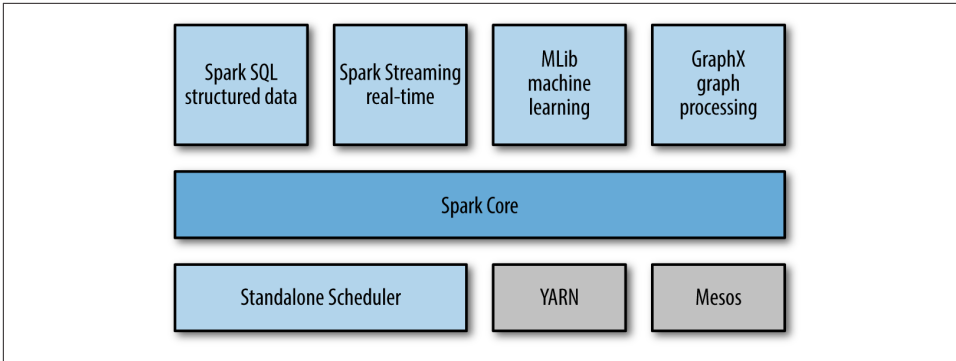 Spark SQL
structured data
Spark Streaming
real-time
MLib
machine
learning
GraphX
graph
processing
Spark Core
Standalone Scheduler
YARN
Mesos